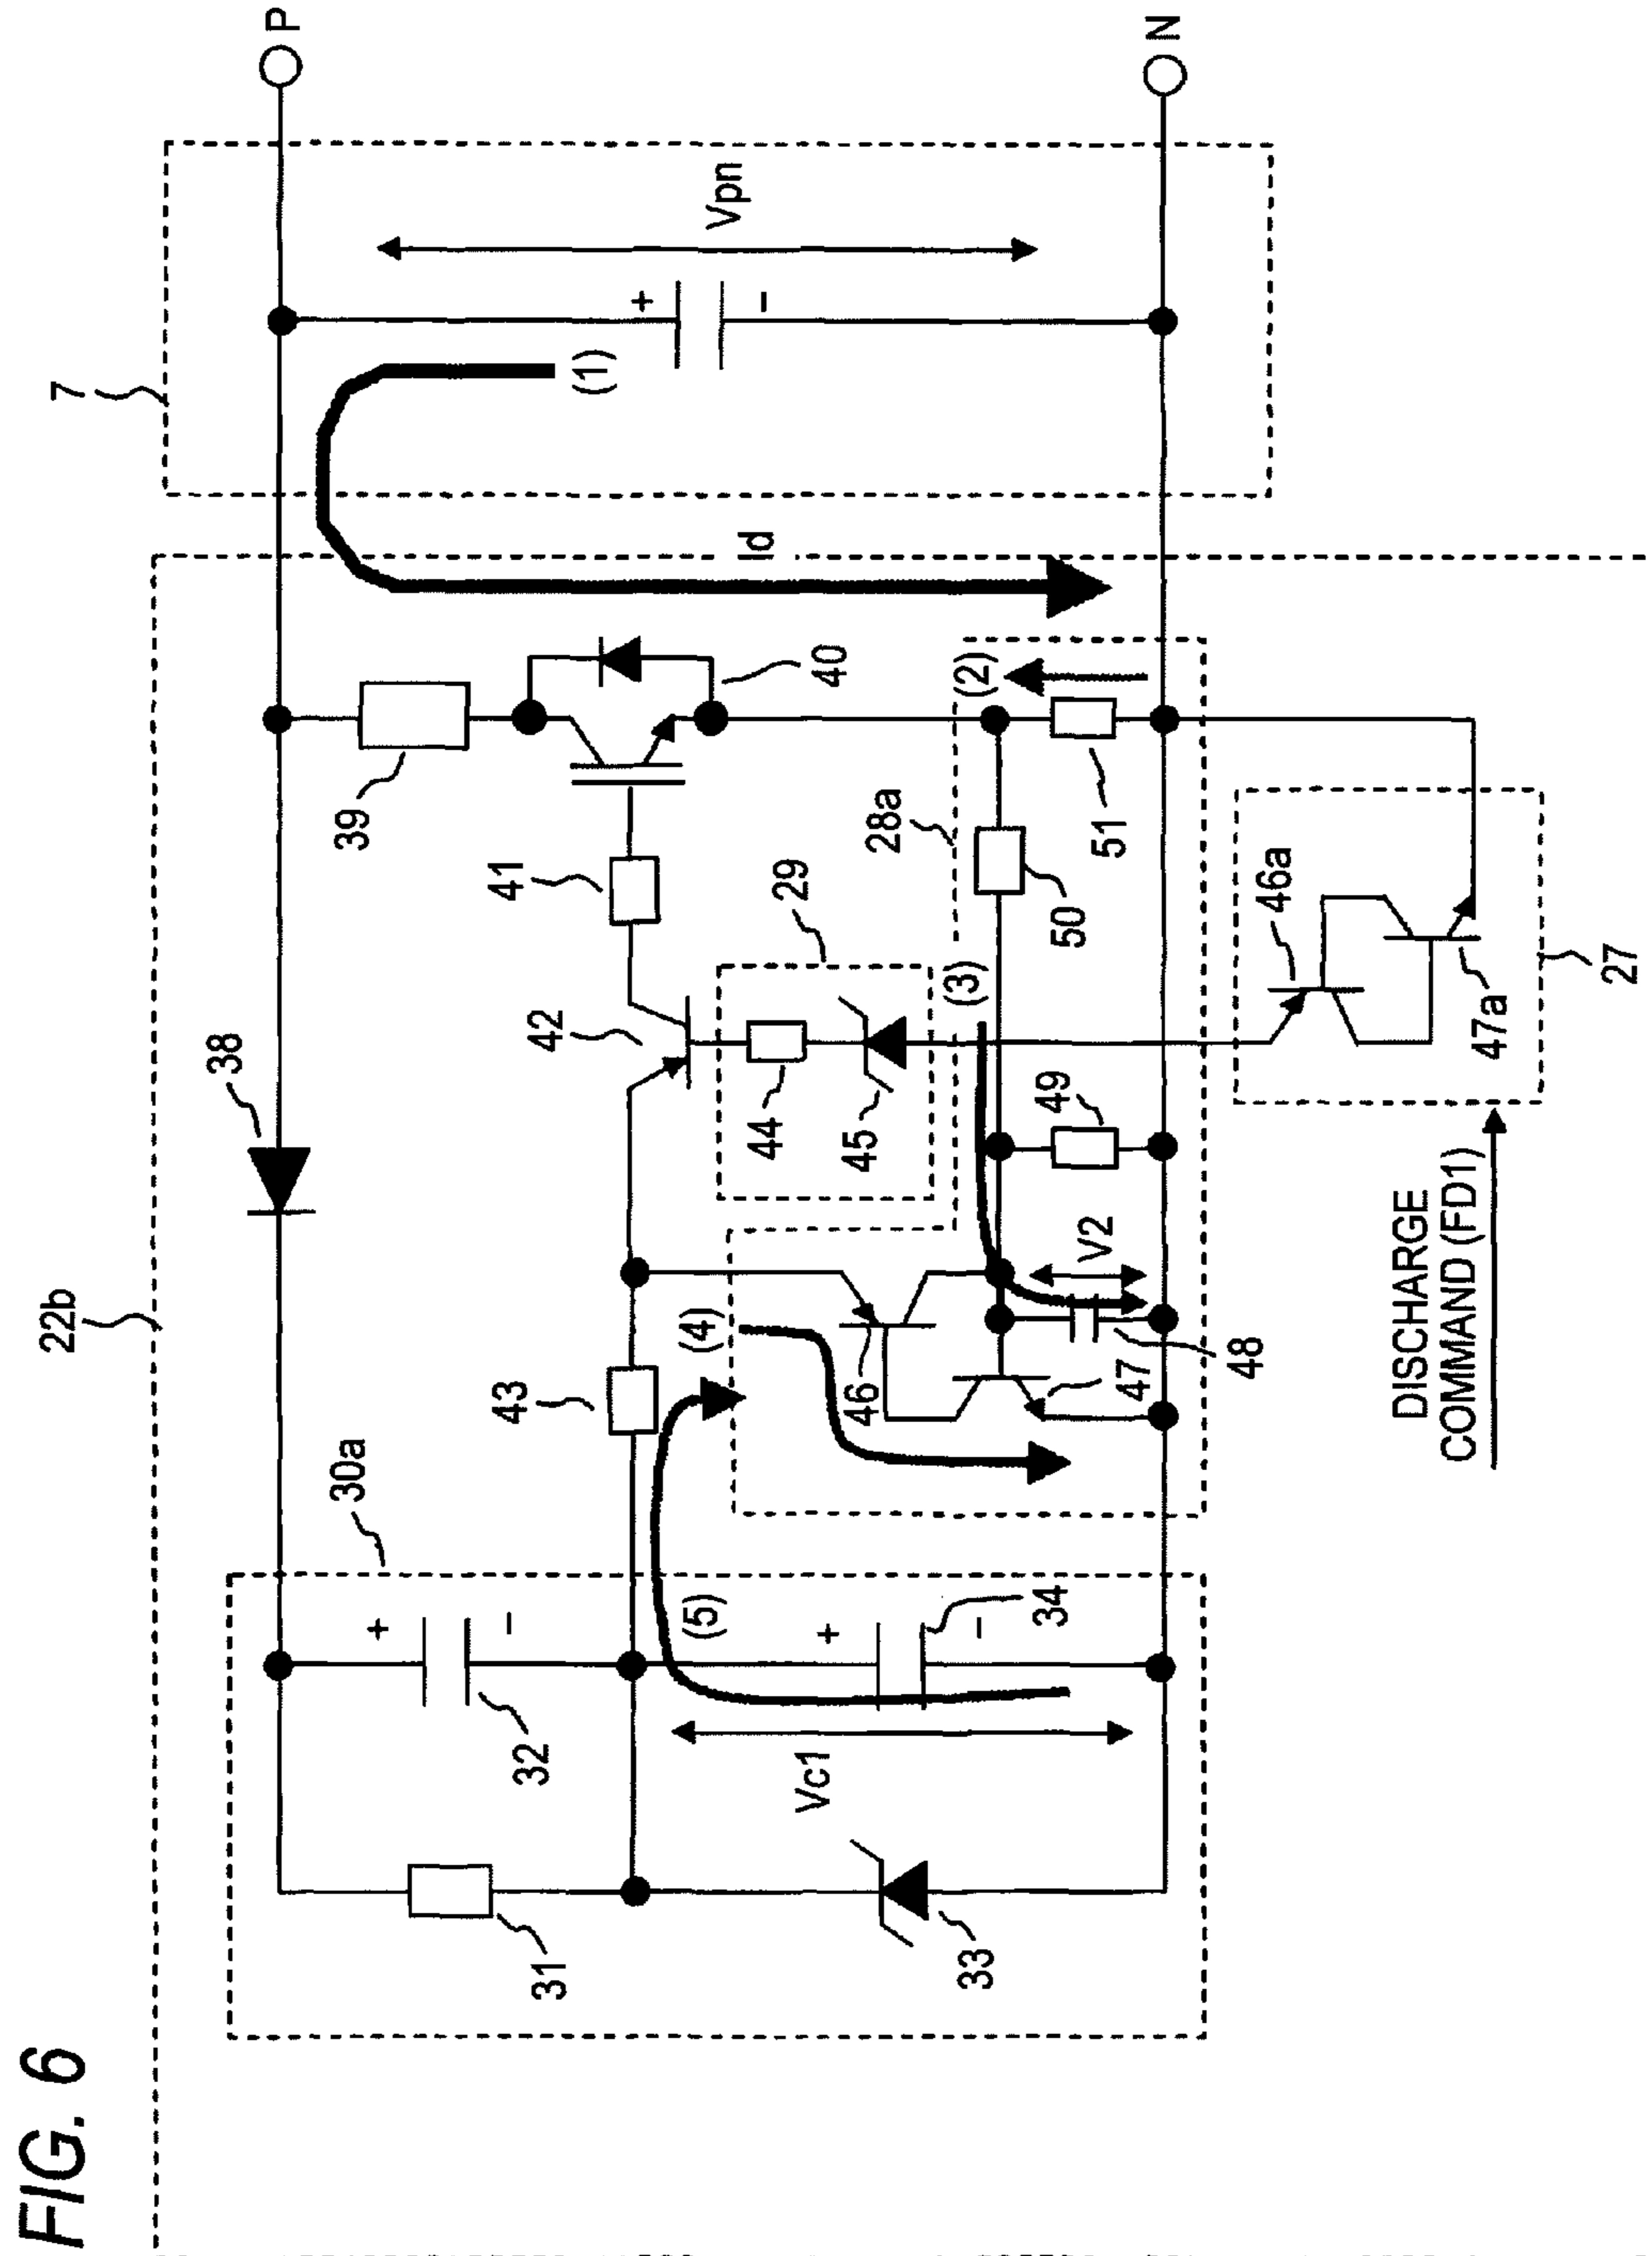 FIG. 6
22b
7
P
38
30a
39
(1)
Vpn
+
−
Id
31
32
+
−
43
42
41
40
(5)
(4)
29
28a
(2)
44
45
(3)
46
47
48
49
50
51
V2
Vc1
+
−
33
34
N
46a
47a
27
DISCHARGE
COMMAND (FD1)